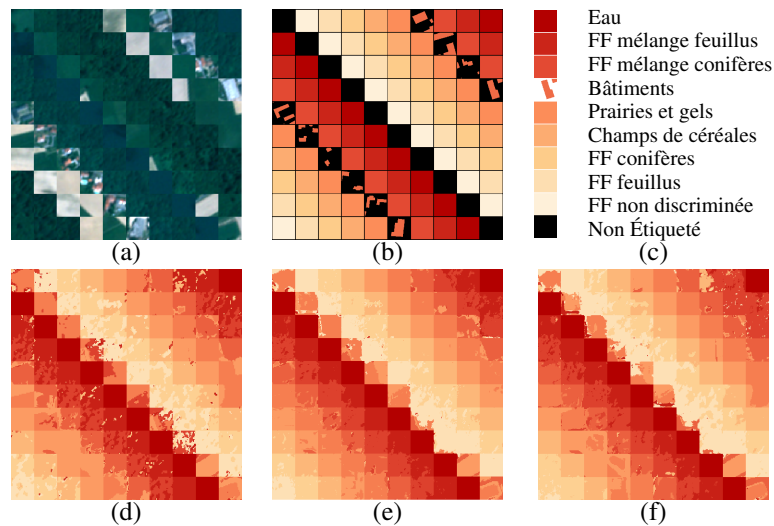 Eau
FF mélange feuillus
FF mélange conifères
Bâtiments
Prairies et gels
Champs de céréales
FF conifères
FF feuillus
FF non discriminée
Non Étiqueté
(a)
(b)
(c)
(d)
(e)
(f)